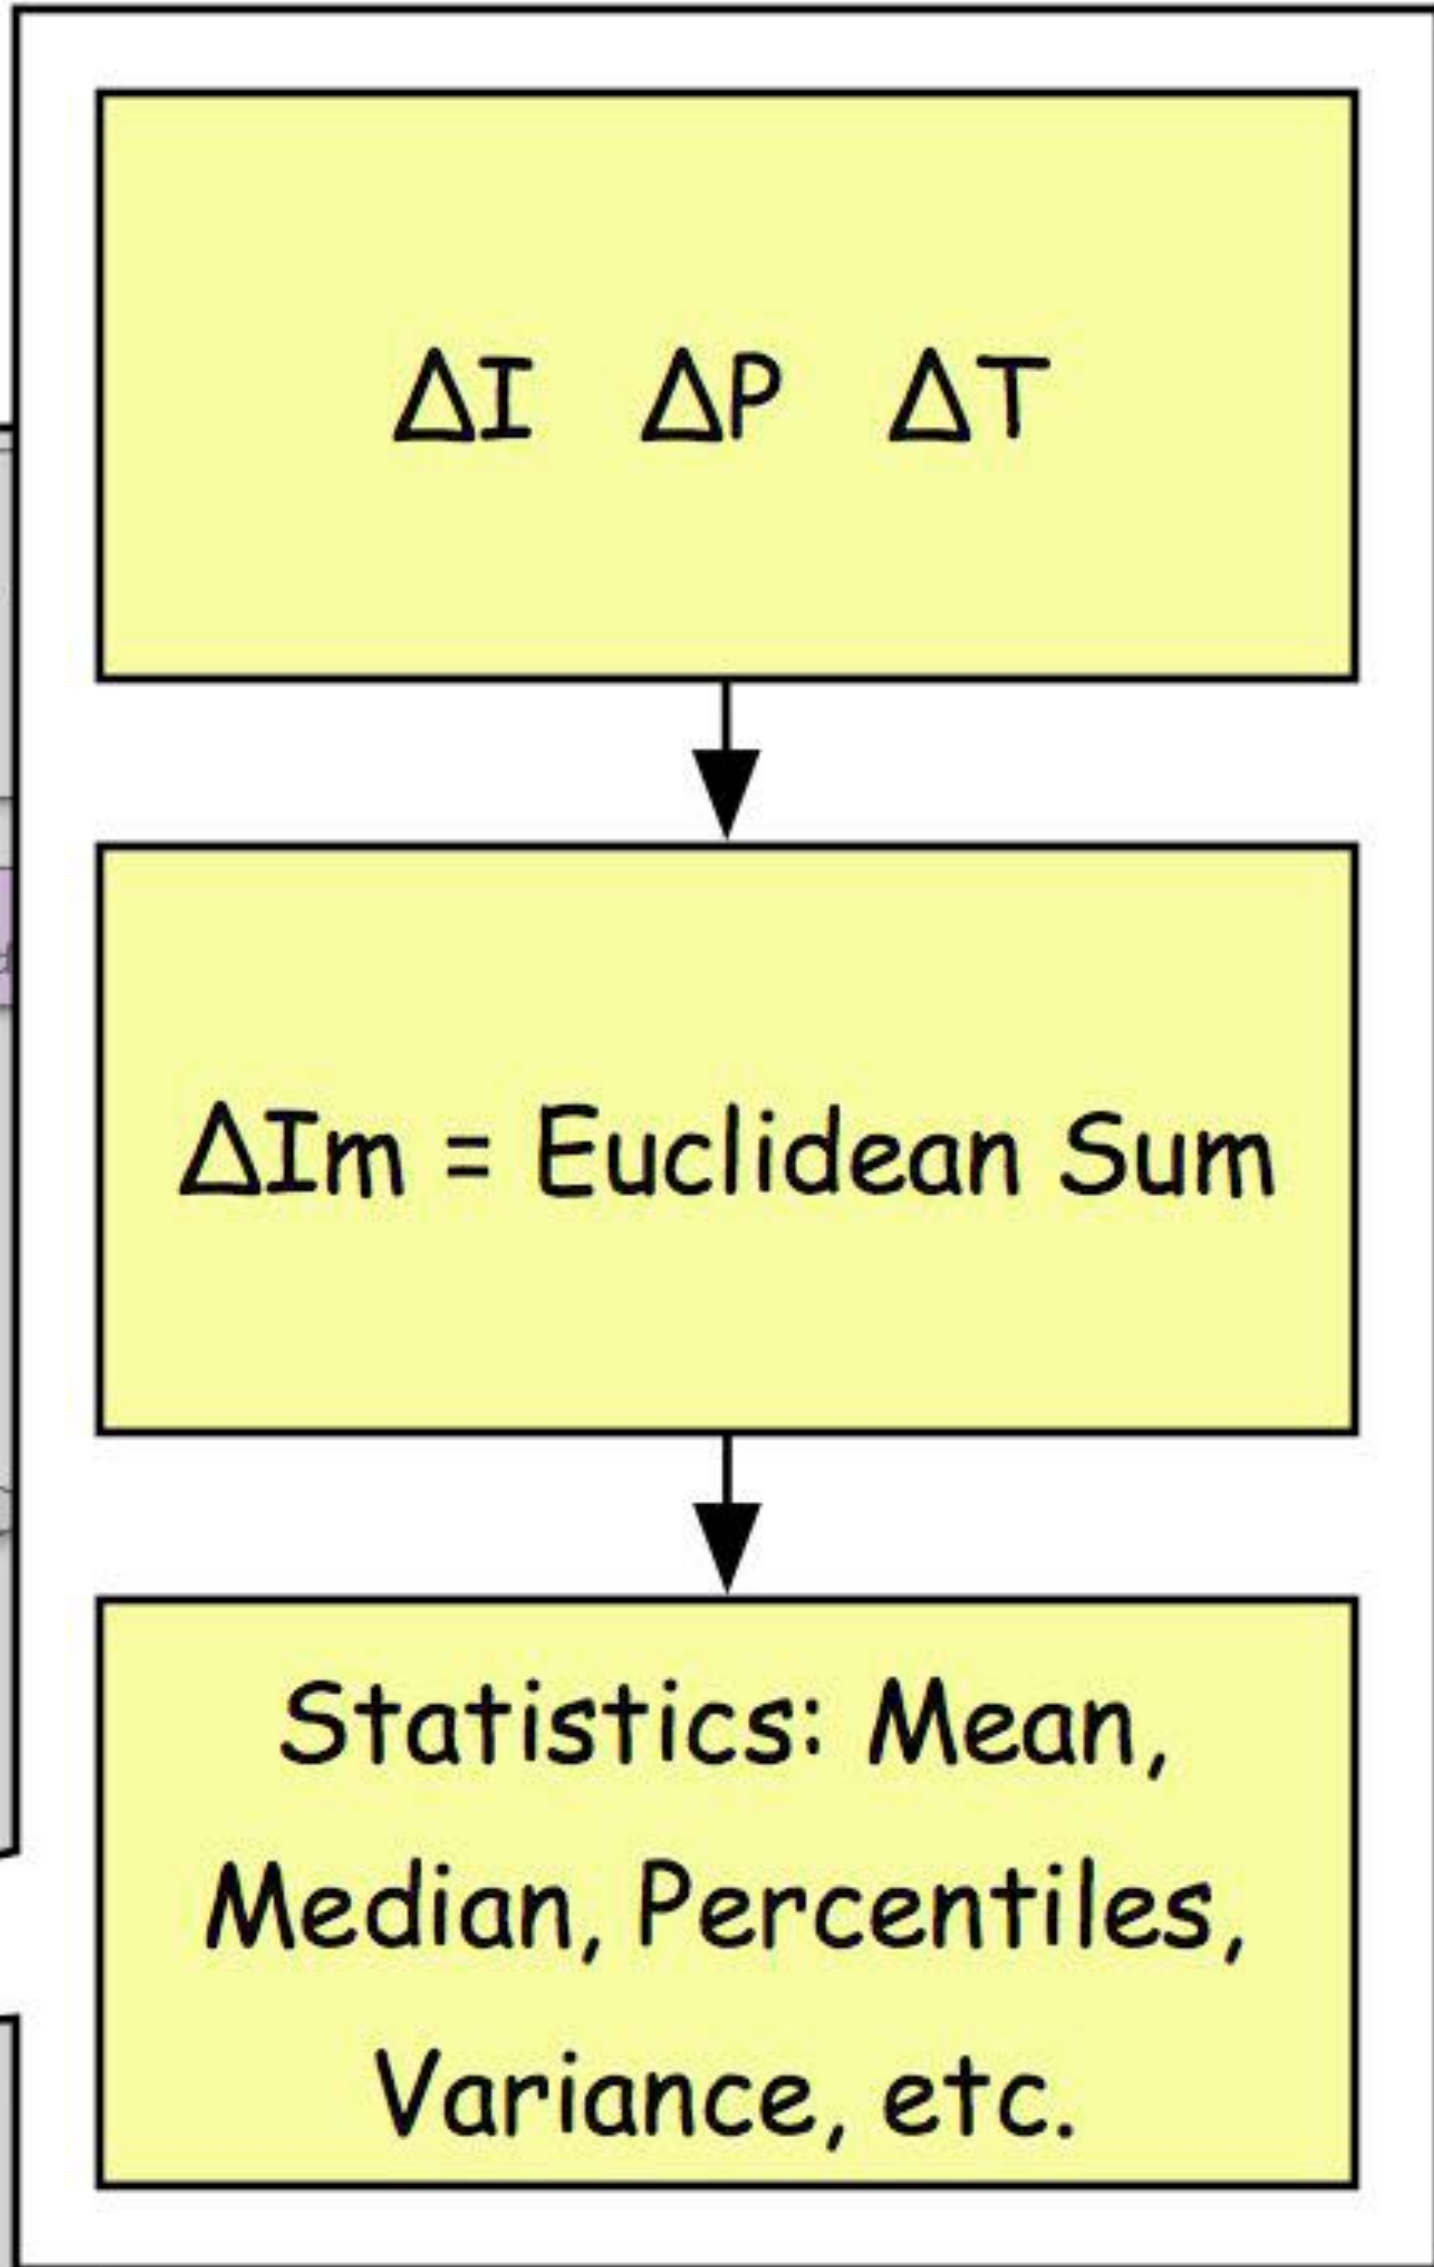 ΔI ΔP ΔT
ΔIm = Euclidean Sum
Statistics: Mean,
Median, Percentiles,
Variance, etc.